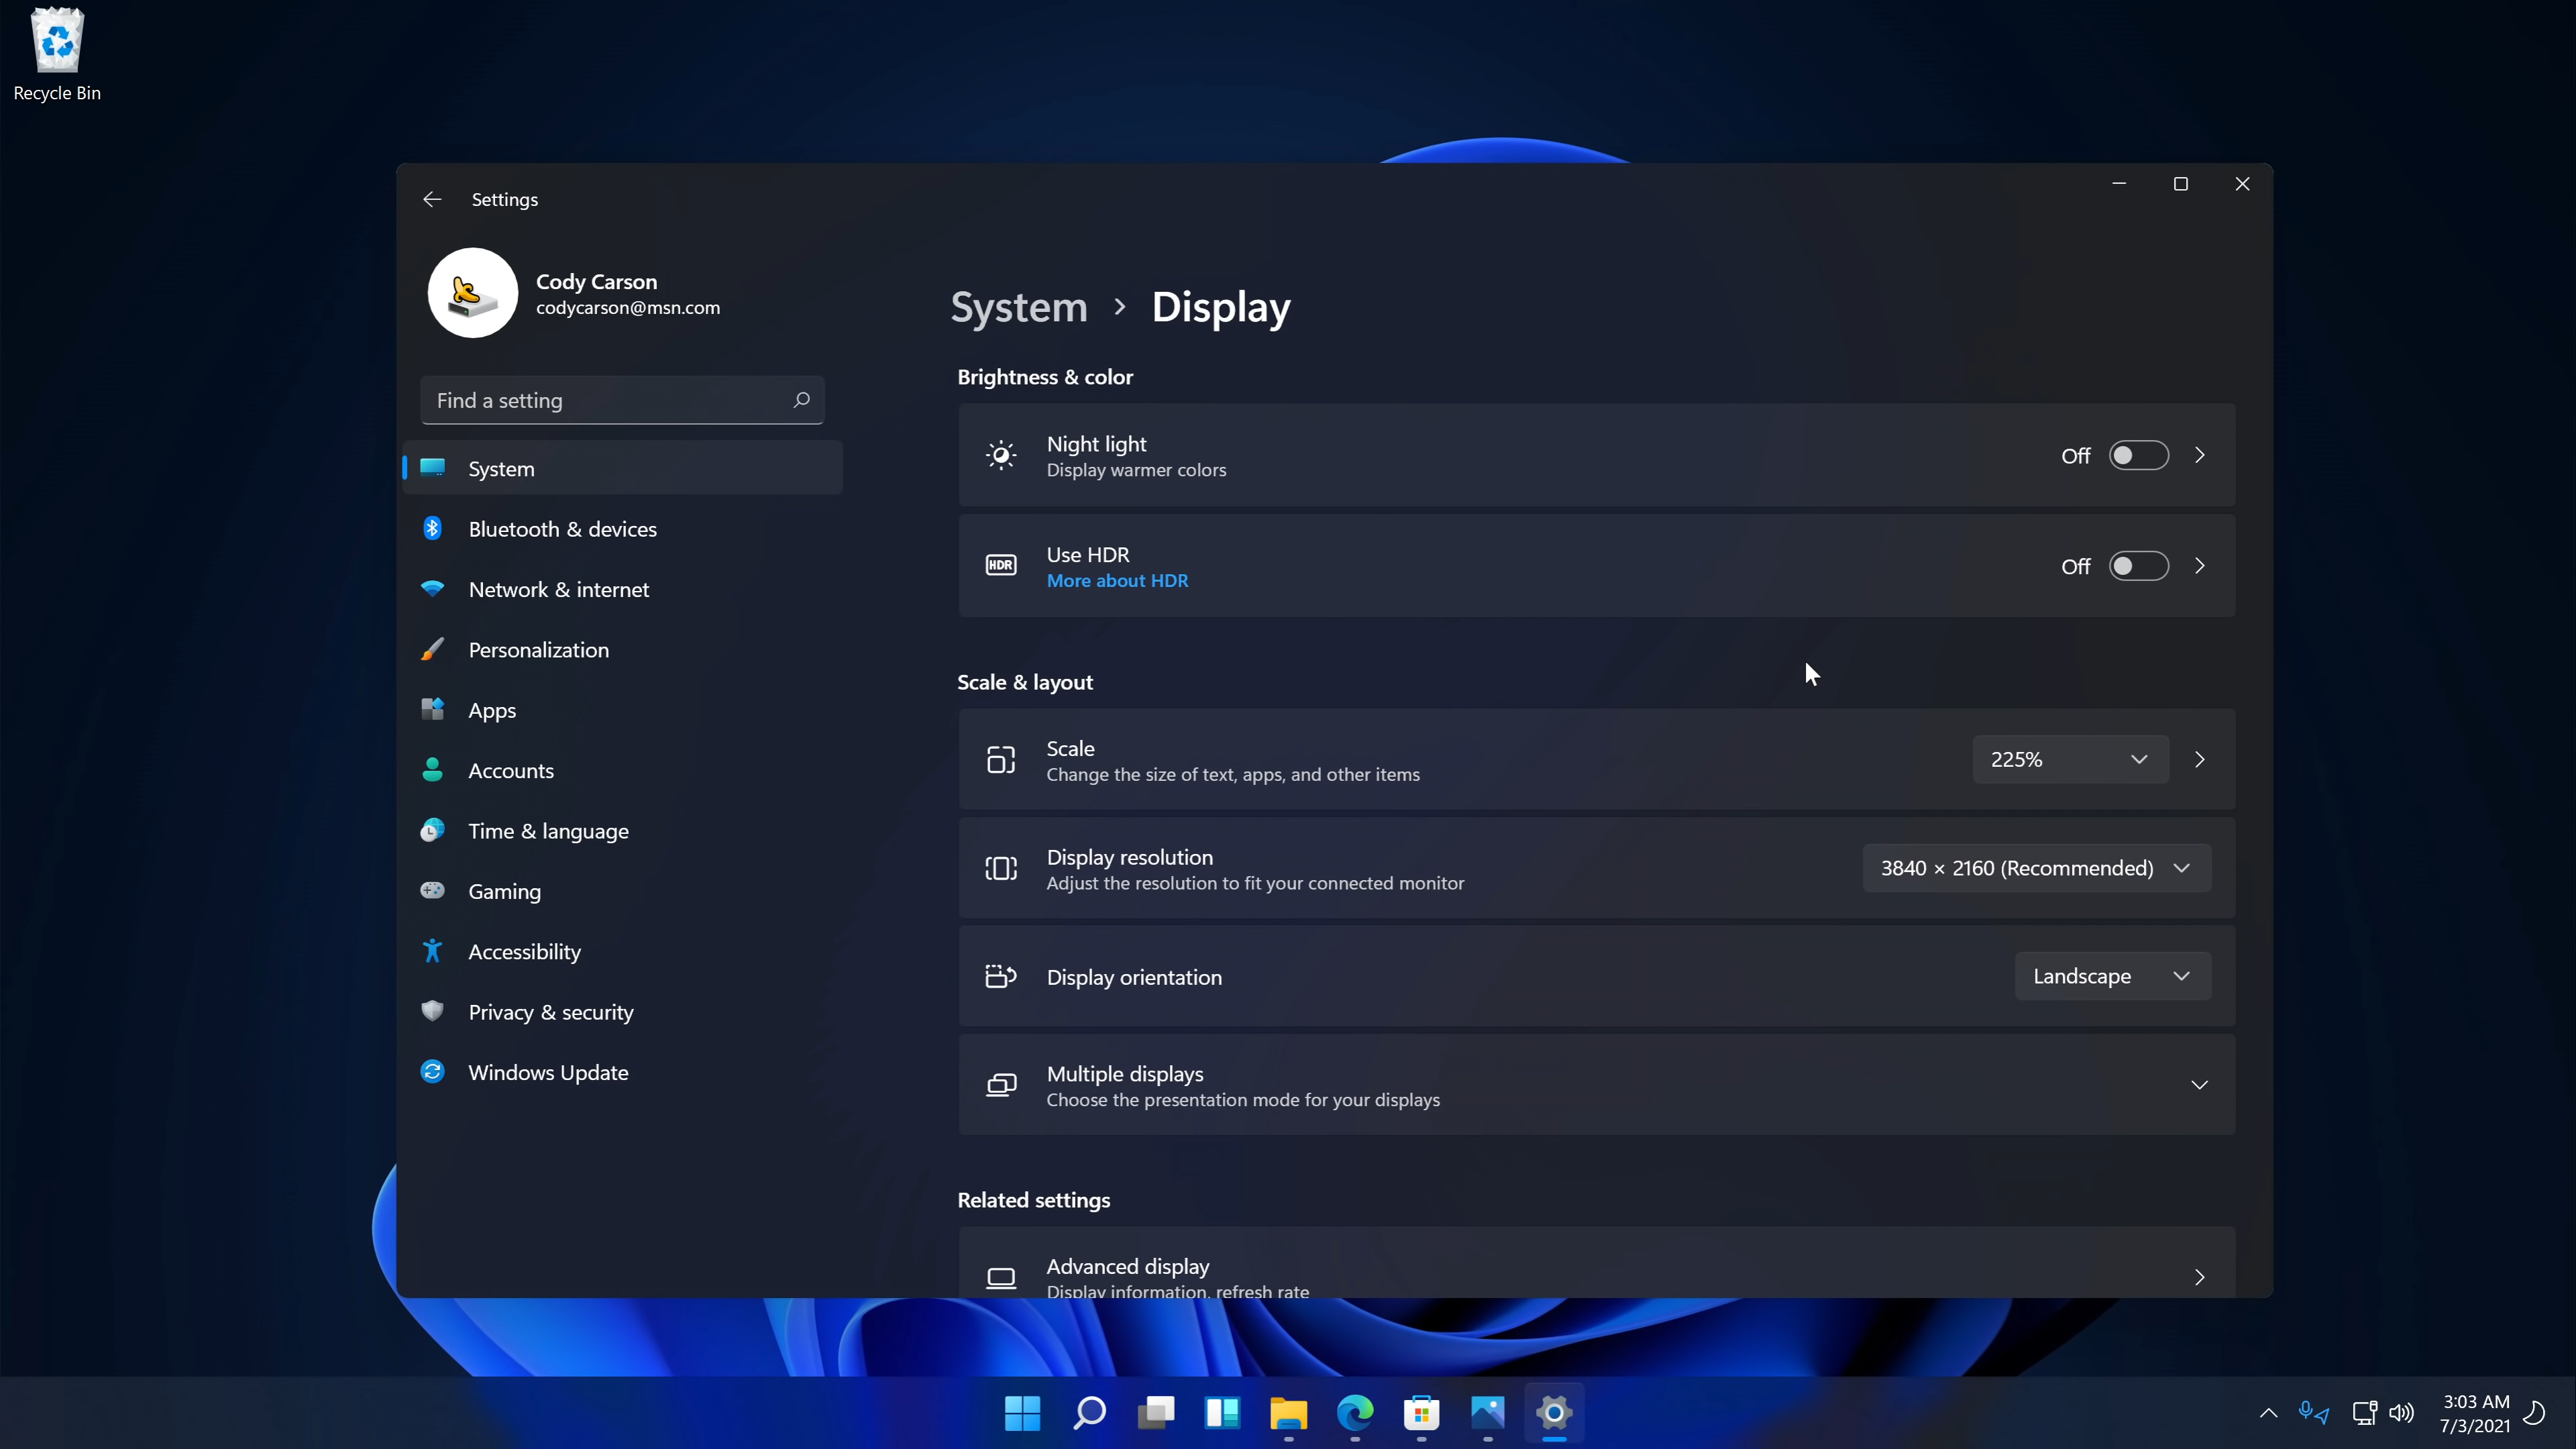 Recycle Bin
Settings
Cody Carson
codycarson@msn.com
Find a setting
System
Bluetooth & devices
Network & internet
Personalization
Apps
Accounts
Time & language
Gaming
Accessibility
Privacy & security
Windows Update
System > Display
Brightness & color
Night light
Display warmer colors
Off
HDR
Use HDR
More about HDR
Off
Scale & layout
Scale
Change the size of text, apps, and other items
225%
Display resolution
Adjust the resolution to fit your connected monitor
3840 × 2160 (Recommended)
Display orientation
Landscape
Multiple displays
Choose the presentation mode for your displays
Related settings
Advanced display
Display information, refresh rate
3:03 AM
7/3/2021